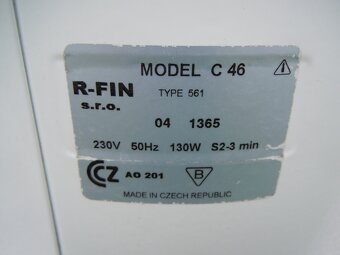 MODEL C 46
R-FIN
TYPE 561
s.r.o.
04 1365
230V 50Hz 130W S2-3 min
CCZ AO 201 B
MADE IN CZECH REPUBLIC